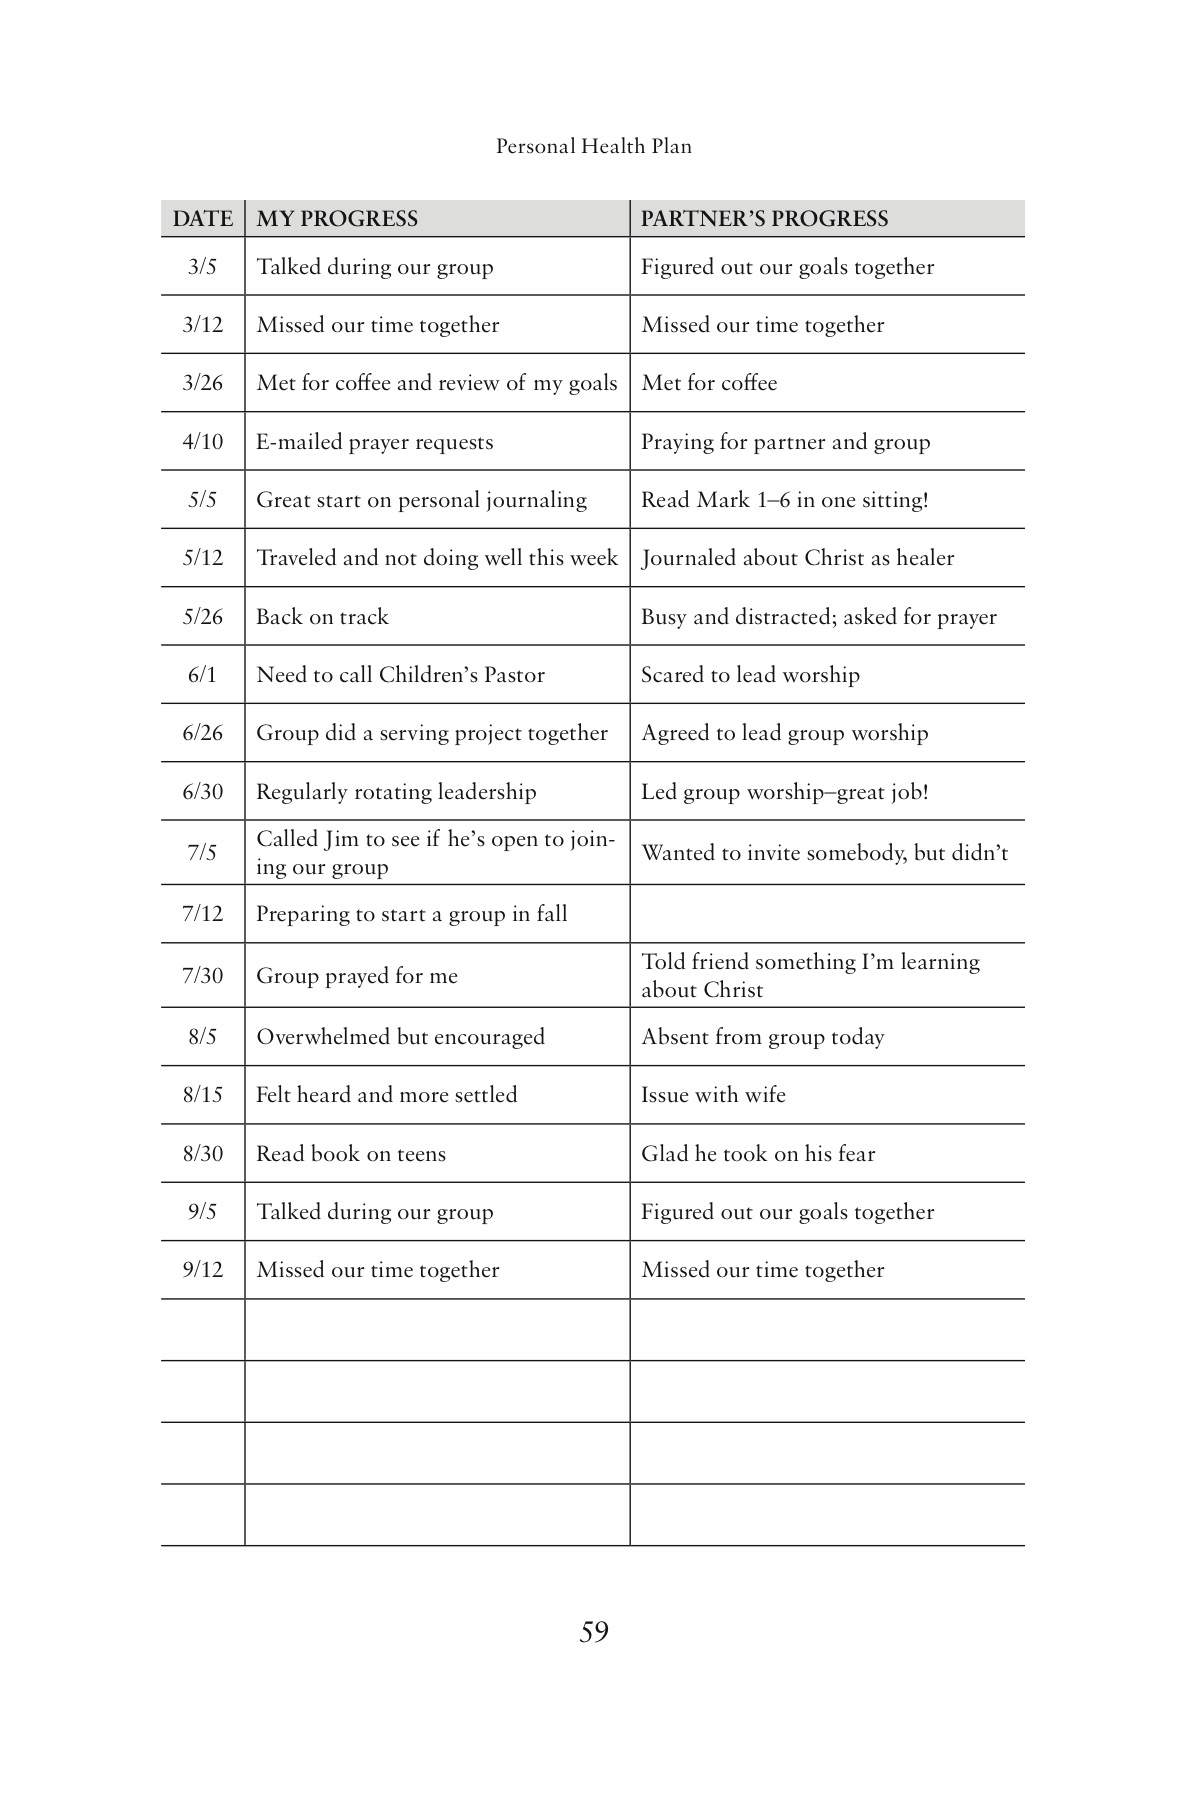 Personal Health Plan
DATE MY PROGRESS PARTNER’S PROGRESS
3/5 Talked during our group Figured out our goals together
3/12 Missed our time together Missed our time together
3/26 Met for coffee and review of my goals Met for coffee
4/10 E-mailed prayer requests Praying for partner and group
5/5 Great start on personal journaling Read Mark 1–6 in one sitting!
5/12 Traveled and not doing well this week Journaled about Christ as healer
5/26 Back on track Busy and distracted; asked for prayer
6/1 Need to call Children’s Pastor Scared to lead worship
6/26 Group did a serving project together Agreed to lead group worship
6/30 Regularly rotating leadership Led group worship–great job!
7/5 Called Jim to see if he’s open to join-
ing our group Wanted to invite somebody, but didn’t
7/12 Preparing to start a group in fall
7/30 Group prayed for me Told friend something I’m learning
about Christ
8/5 Overwhelmed but encouraged Absent from group today
8/15 Felt heard and more settled Issue with wife
8/30 Read book on teens Glad he took on his fear
9/5 Talked during our group Figured out our goals together
9/12 Missed our time together Missed our time together
59